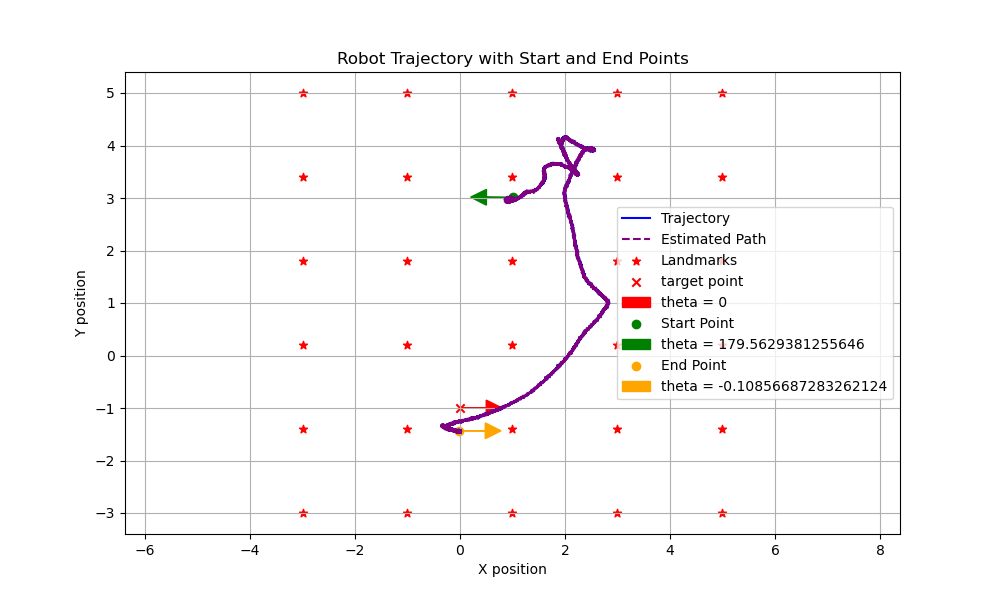 Robot Trajectory with Start and End Points
Y position
5
4
3
2
1
0
−1
−2
−3
Trajectory
Estimated Path
Landmarks
target point
theta = 0
Start Point
theta = 179.5629381255646
End Point
theta = -0.10856687283262124
−6
−4
−2
0
2
4
6
8
X position